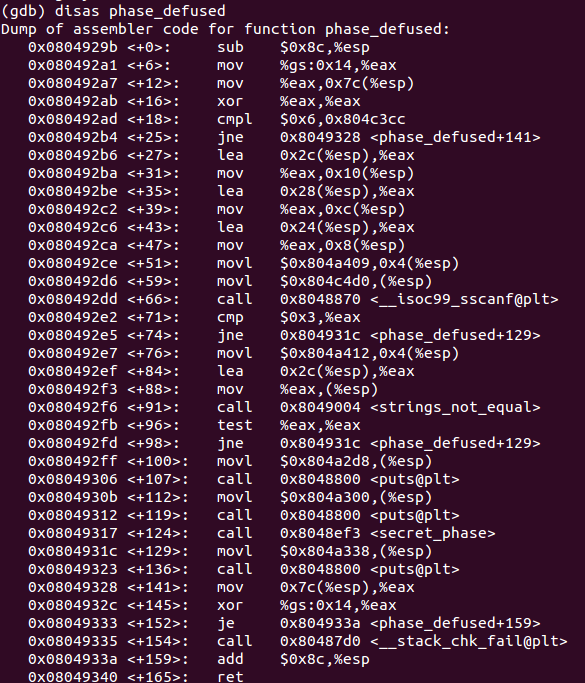 (gdb) disas phase_defused
Dump of assembler code for function phase_defused:
0x0804929b <+0>: sub $0x8c,%esp
0x080492a1 <+6>: mov %gs:0x14,%eax
0x080492a7 <+12>: mov %eax,0x7c(%esp)
0x080492ab <+16>: xor %eax,%eax
0x080492ad <+18>: cmpl $0x6,0x804c3cc
0x080492b4 <+25>: jne 0x8049328 <phase_defused+141>
0x080492b6 <+27>: lea 0x2c(%esp),%eax
0x080492ba <+31>: mov %eax,0x10(%esp)
0x080492be <+35>: lea 0x28(%esp),%eax
0x080492c2 <+39>: mov %eax,0xc(%esp)
0x080492c6 <+43>: lea 0x24(%esp),%eax
0x080492ca <+47>: mov %eax,0x8(%esp)
0x080492ce <+51>: movl $0x804a409,0x4(%esp)
0x080492d6 <+59>: movl $0x804c4d0,(%esp)
0x080492dd <+66>: call 0x8048870 <__isoc99_sscanf@plt>
0x080492e2 <+71>: cmp $0x3,%eax
0x080492e5 <+74>: jne 0x804931c <phase_defused+129>
0x080492e7 <+76>: movl $0x804a412,0x4(%esp)
0x080492ef <+84>: lea 0x2c(%esp),%eax
0x080492f3 <+88>: mov %eax,(%esp)
0x080492f6 <+91>: call 0x8049004 <strings_not_equal>
0x080492fb <+96>: test %eax,%eax
0x080492fd <+98>: jne 0x804931c <phase_defused+129>
0x080492ff <+100>: movl $0x804a2d8,(%esp)
0x08049306 <+107>: call 0x8048800 <puts@plt>
0x0804930b <+112>: movl $0x804a300,(%esp)
0x08049312 <+119>: call 0x8048800 <puts@plt>
0x08049317 <+124>: call 0x8048ef3 <secret_phase>
0x0804931c <+129>: movl $0x804a338,(%esp)
0x08049323 <+136>: call 0x8048800 <puts@plt>
0x08049328 <+141>: mov 0x7c(%esp),%eax
0x0804932c <+145>: xor %gs:0x14,%eax
0x08049333 <+152>: je 0x804933a <phase_defused+159>
0x08049335 <+154>: call 0x80487d0 <__stack_chk_fail@plt>
0x0804933a <+159>: add $0x8c,%esp
0x08049340 <+165>: ret